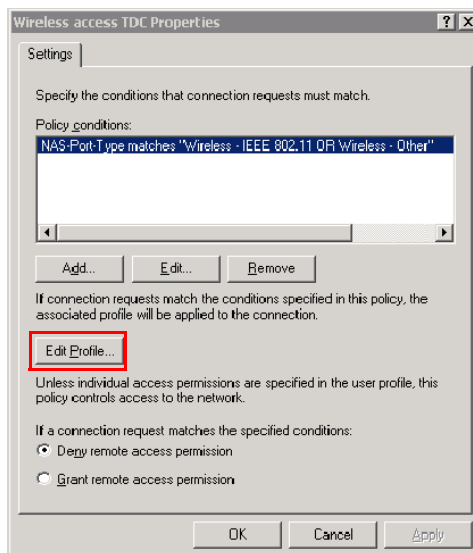 Wireless access TDC Properties
Settings
Specify the conditions that connection requests must match.
Policy conditions:
NAS-Port-Type matches "Wireless - IEEE 802.11 OR Wireless - Other"
Add... Edit... Remove
If connection requests match the conditions specified in this policy, the
associated profile will be applied to the connection.
Edit Profile...
Unless individual access permissions are specified in the user profile, this
policy controls access to the network.
If a connection request matches the specified conditions:
Deny remote access permission
Grant remote access permission
OK Cancel Apply